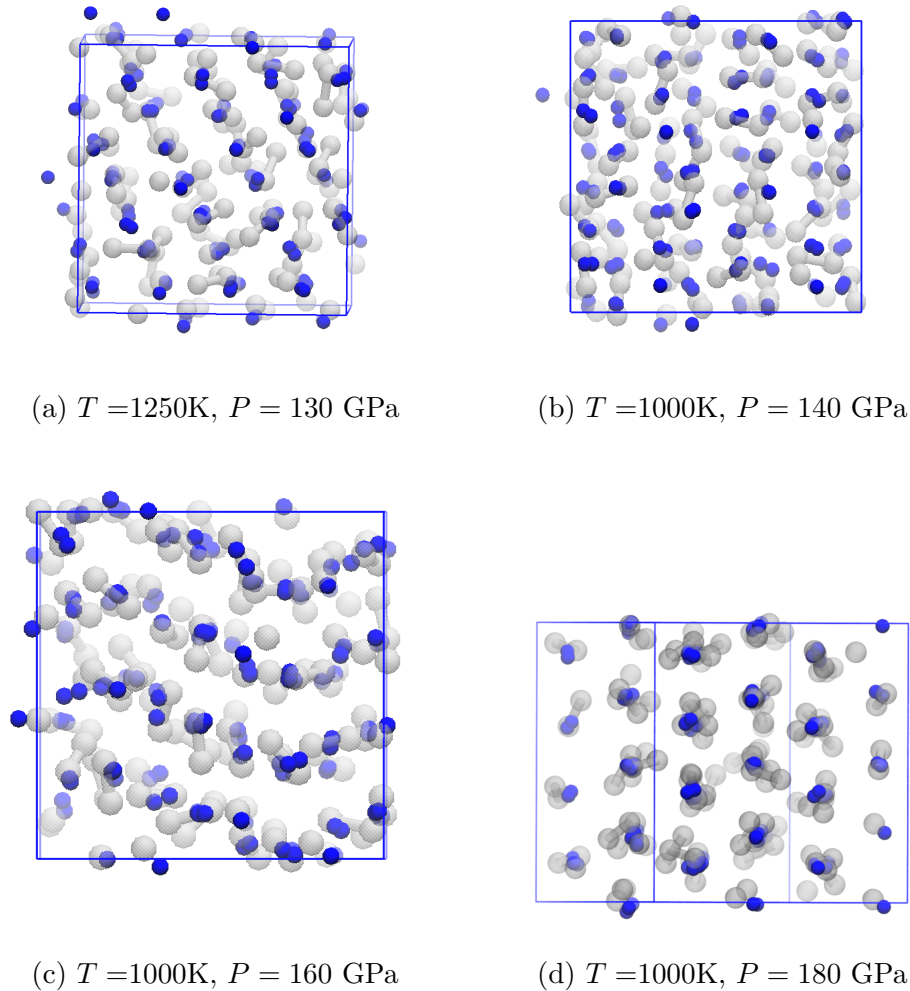 (a) T =1250K, P = 130 GPa
(b) T =1000K, P = 140 GPa
(c) T =1000K, P = 160 GPa
(d) T =1000K, P = 180 GPa